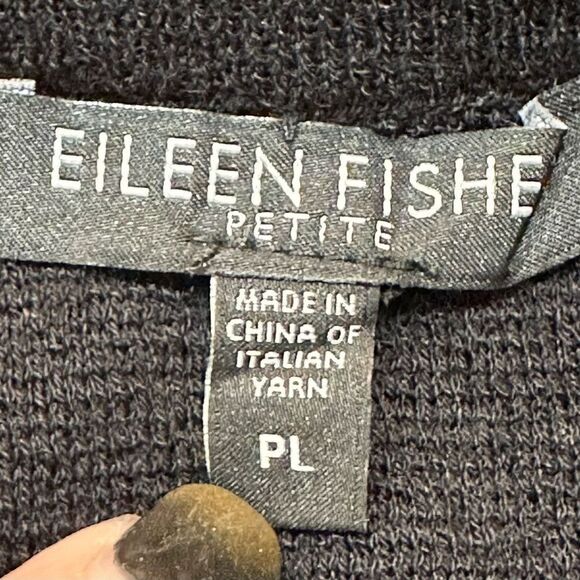 EILEEN FISHE
PETITE
MADE IN
CHINA OF
ITALIAN
YARN
PL